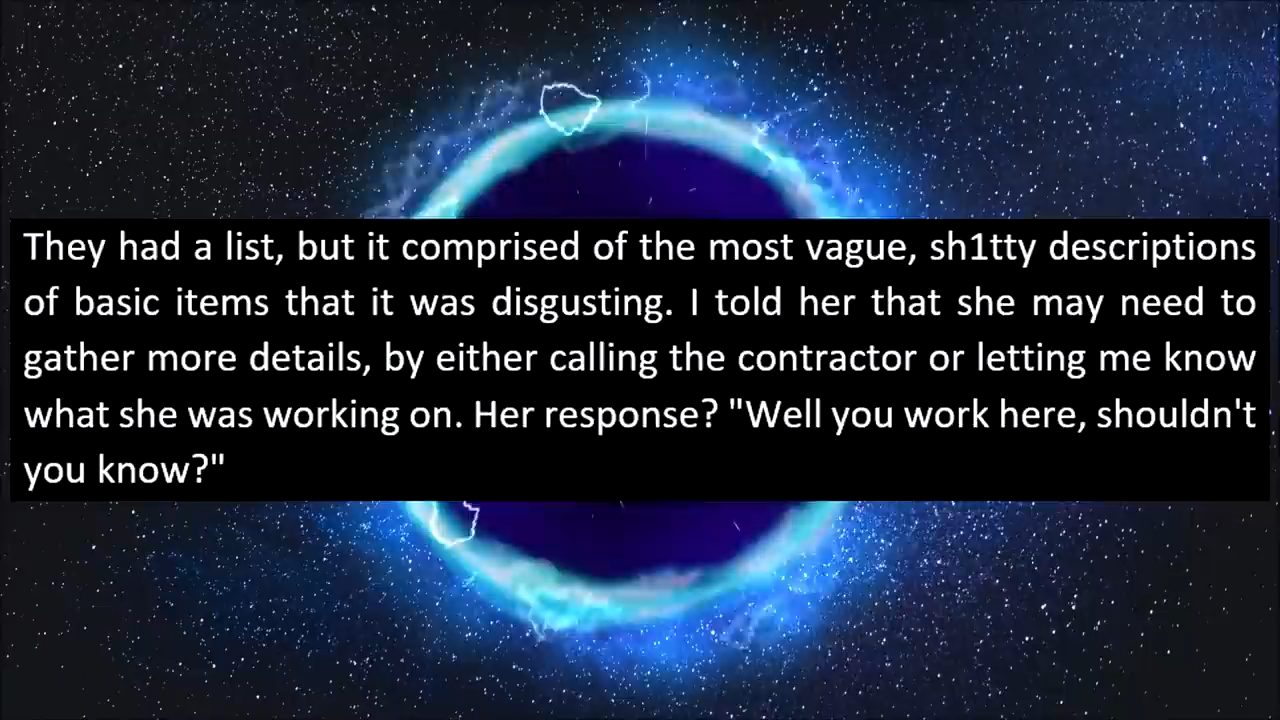 They had a list, but it comprised of the most vague, sh1tty descriptions
of basic items that it was disgusting. I told her that she may need to
gather more details, by either calling the contractor or letting me know
what she was working on. Her response? "Well you work here, shouldn't
you know?"